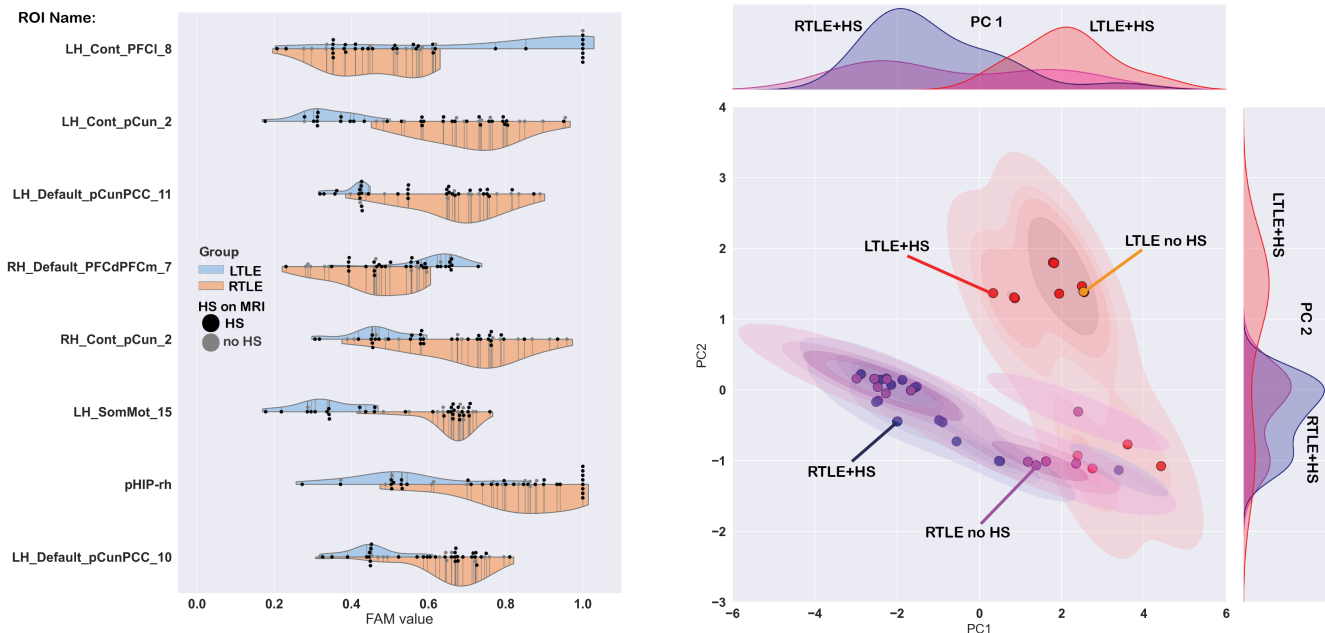 ROI Name:
LH_Cont_PFCl_8
LH_Cont_pCun_2
LH_Default_pCunPCC_11
RH_Default_PFCdPFCm_7
RH_Cont_pCun_2
LH_SomMot_15
pHIP-rh
LH_Default_pCunPCC_10
Group
LTLE
RTLE
HS on MRI
HS
no HS
0.0 0.2 0.4 0.6 0.8 1.0
FAM value
RTLE+HS
PC 1
LTLE+HS
4
3
2
1
0
−1
−2
−3
PC2
LTLE+HS
LTLE no HS
RTLE+HS
RTLE no HS
−6 −4 −2 0 2 4 6
PC1
LTLE+HS
PC 2
RTLE+HS